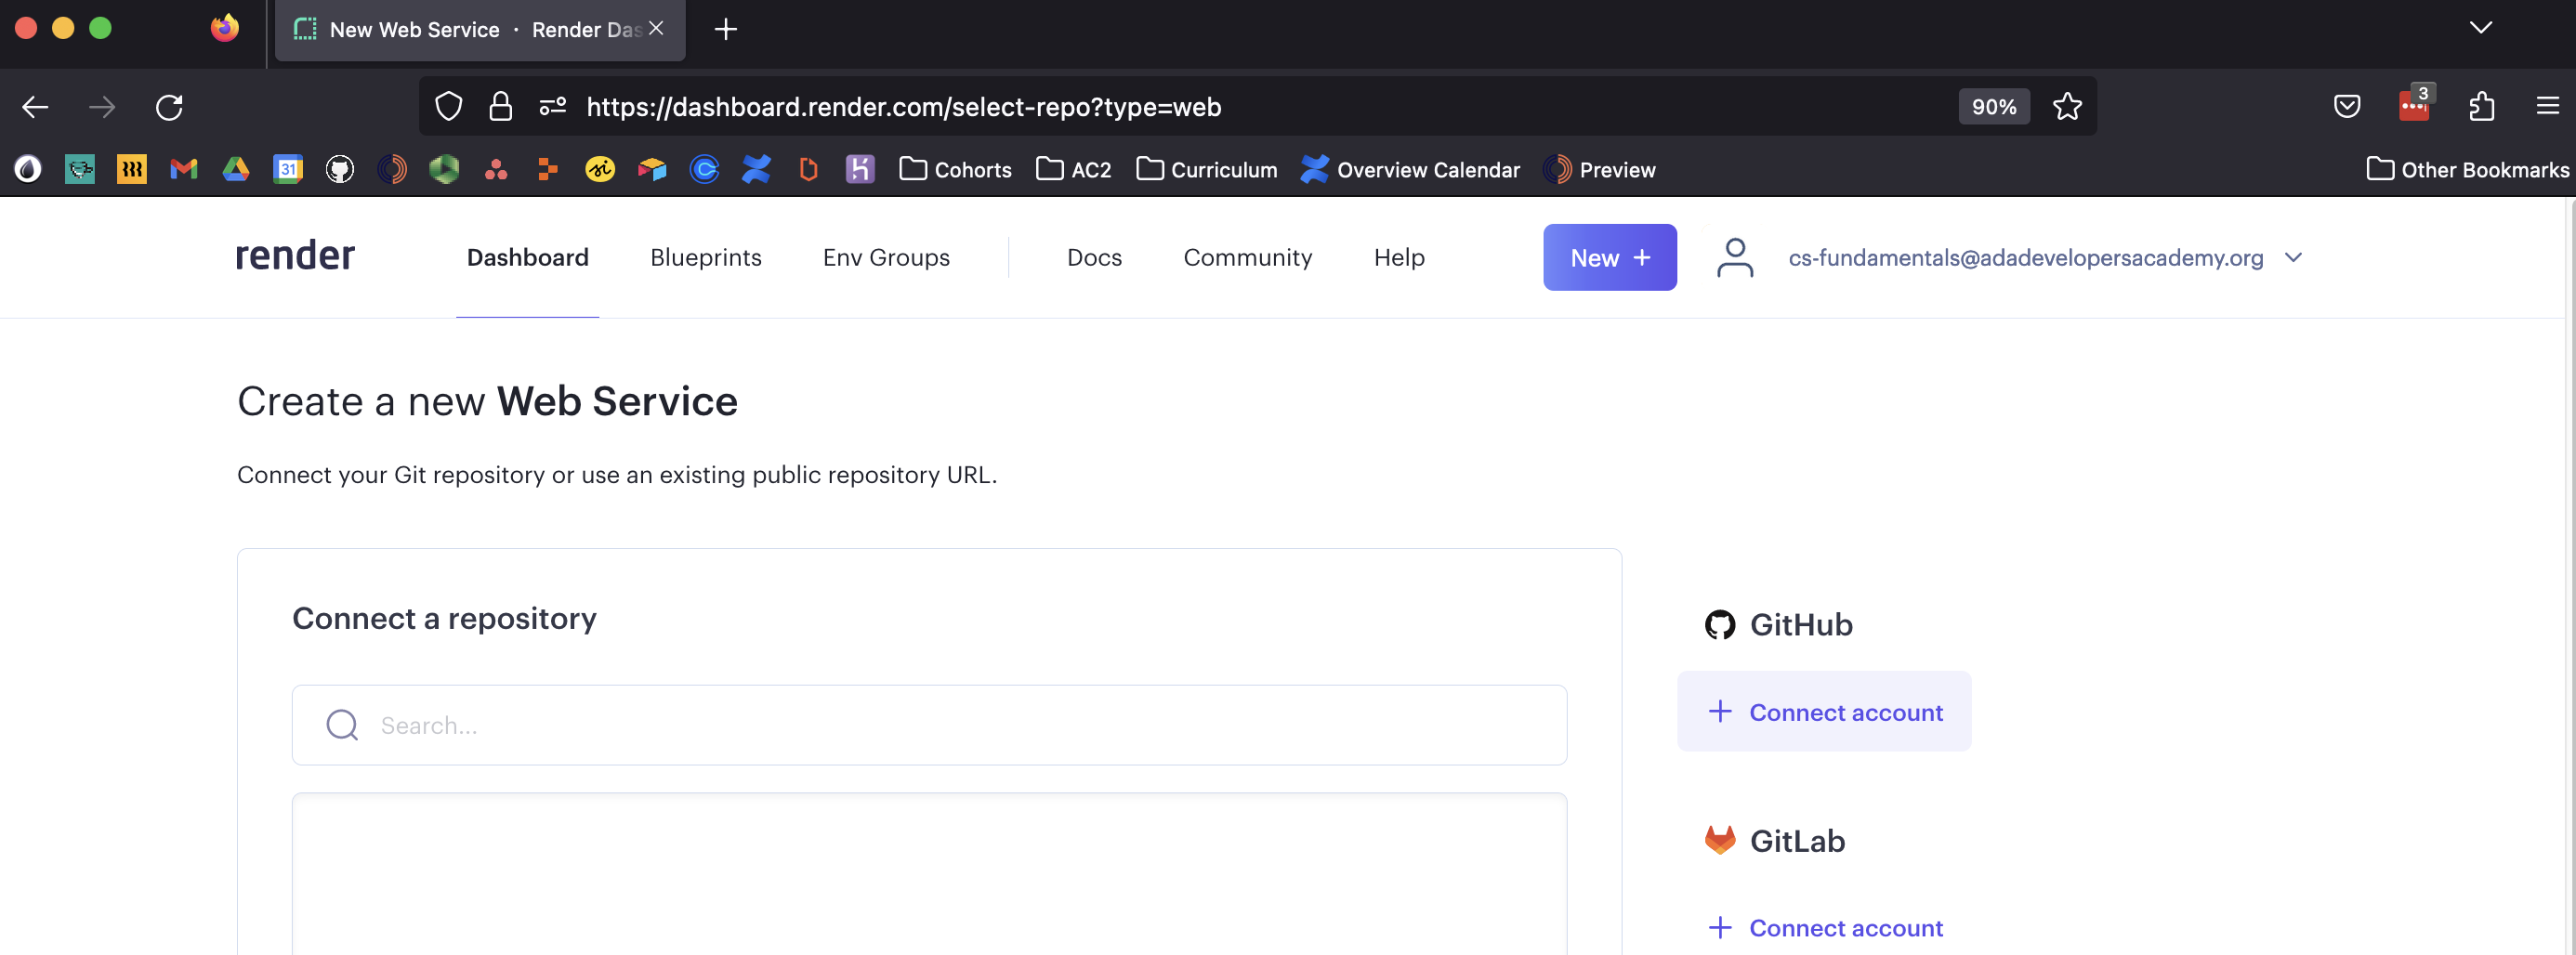 New Web Service · Render Das
https://dashboard.render.com/select-repo?type=web
90%
3
31
Cohorts
AC2
Curriculum
Overview Calendar
Preview
Other Bookmarks
render
Dashboard
Blueprints
Env Groups
Docs
Community
Help
New +
cs-fundamentals@adadevelopersacademy.org
Create a new Web Service
Connect your Git repository or use an existing public repository URL.
Connect a repository
Search...
GitHub
+ Connect account
GitLab
+ Connect account